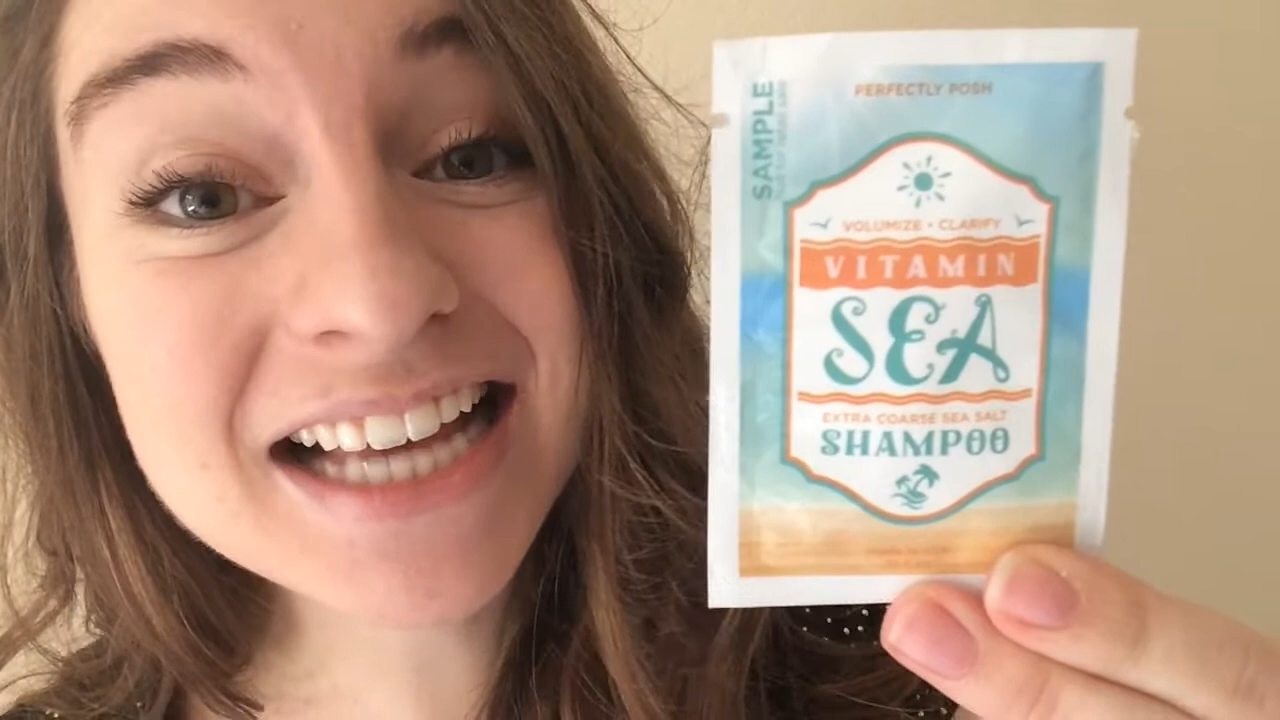 PERFECTLY POSH
SAMPLE
VOLUMIZE • CLARIFY
VITAMIN
SEA
EXTRA COARSE SEA SALT
SHAMPOO